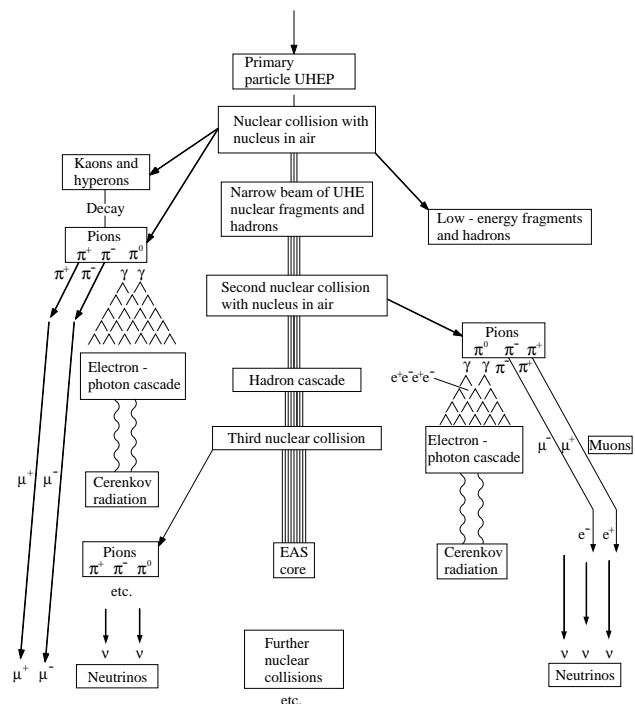 Primary
particle UHEP
Nuclear collision with
nucleus in air
Kaons and
hyperons
Decay
Narrow beam of UHE
nuclear fragments and
hadrons
Low - energy fragments
and hadrons
Pions
π⁺ π⁻ π⁰
π⁺ π⁻ γ γ
Second nuclear collision
with nucleus in air
Pions
π⁰ π⁻ π⁺
γ γ π⁻ π⁺
Electron -
photon cascade
Hadron cascade
e⁺e⁻e⁺e⁻
Third nuclear collision
Electron -
photon cascade
μ⁻ μ⁺
Muons
μ⁺ μ⁻
Cerenkov
radiation
Pions
π⁺ π⁻ π⁰
etc.
EAS
core
Cerenkov
radiation
e⁻ e⁺
ν ν
Neutrinos
μ⁺ μ⁻
Further
nuclear
collisions
etc.
ν ν ν
Neutrinos